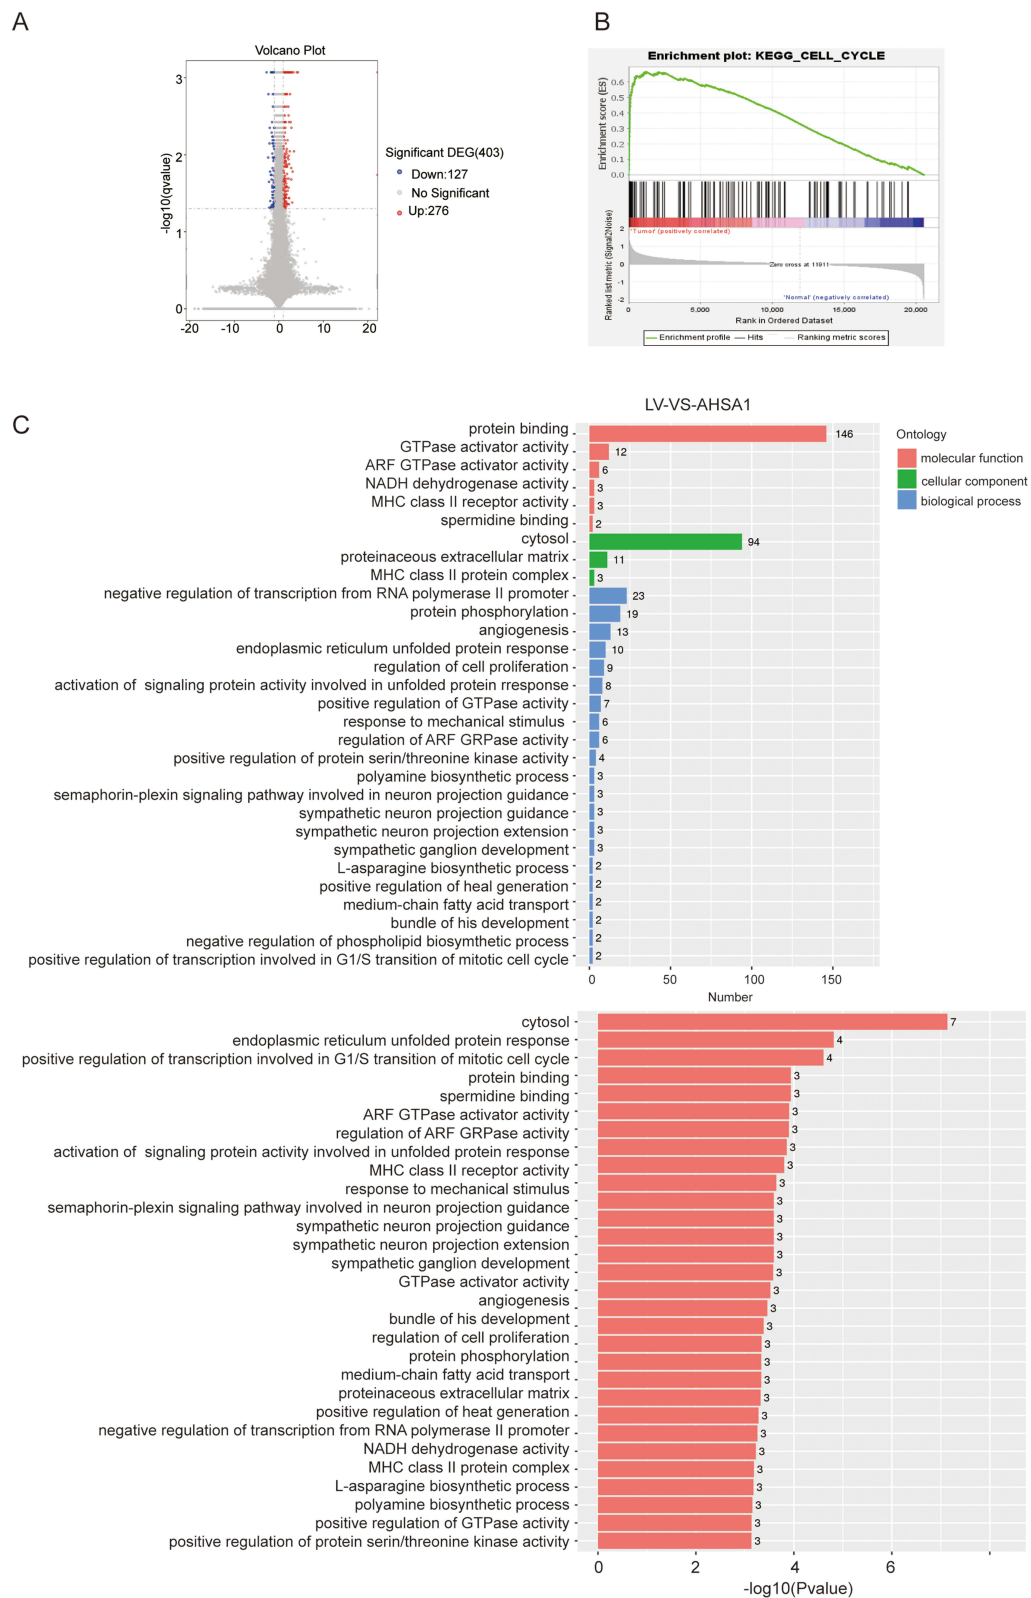 A
Volcano Plot
-log10(qvalue)
3
2
1
0
-20
-10
0
10
20
Significant DEG(403)
Down:127
No Significant
Up:276
B
Enrichment plot: KEGG_CELL_CYCLE
Enrichment score (ES)
0.6
0.5
0.4
0.3
0.2
0.1
0.0
Ranked list metric (Signal2Noise)
'Tumor' (positively correlated)
2
1
0
-1
-2
Zero cross at 11911
'Normal' (negatively correlated)
0
5,000
10,000
15,000
20,000
Rank in Ordered Dataset
Enrichment profile
Hits
Ranking metric scores
C
LV-VS-AHSA1
protein binding 146
GTPase activator activity 12
ARF GTPase activator activity 6
NADH dehydrogenase activity 3
MHC class II receptor activity 3
spermidine binding 2
cytosol 94
proteinaceous extracellular matrix 11
MHC class II protein complex 3
negative regulation of transcription from RNA polymerase II promoter 23
protein phosphorylation 19
angiogenesis 13
endoplasmic reticulum unfolded protein response 10
regulation of cell proliferation 9
activation of signaling protein activity involved in unfolded protein rresponse 8
positive regulation of GTPase activity 7
response to mechanical stimulus 6
regulation of ARF GRPase activity 6
positive regulation of protein serin/threonine kinase activity 4
polyamine biosynthetic process 3
semaphorin-plexin signaling pathway involved in neuron projection guidance 3
sympathetic neuron projection guidance 3
sympathetic neuron projection extension 3
sympathetic ganglion development 3
L-asparagine biosynthetic process 2
positive regulation of heal generation 2
medium-chain fatty acid transport 2
bundle of his development 2
negative regulation of phospholipid biosymthetic process 2
positive regulation of transcription involved in G1/S transition of mitotic cell cycle 2
0
50
100
150
Number
Ontology
molecular function
cellular component
biological process
cytosol 7
endoplasmic reticulum unfolded protein response 4
positive regulation of transcription involved in G1/S transition of mitotic cell cycle 4
protein binding 3
spermidine binding 3
ARF GTPase activator activity 3
regulation of ARF GRPase activity 3
activation of signaling protein activity involved in unfolded protein response 3
MHC class II receptor activity 3
response to mechanical stimulus 3
semaphorin-plexin signaling pathway involved in neuron projection guidance 3
sympathetic neuron projection guidance 3
sympathetic neuron projection extension 3
sympathetic ganglion development 3
GTPase activator activity 3
angiogenesis 3
bundle of his development 3
regulation of cell proliferation 3
protein phosphorylation 3
medium-chain fatty acid transport 3
proteinaceous extracellular matrix 3
positive regulation of heat generation 3
negative regulation of transcription from RNA polymerase II promoter 3
NADH dehydrogenase activity 3
MHC class II protein complex 3
L-asparagine biosynthetic process 3
polyamine biosynthetic process 3
positive regulation of GTPase activity 3
positive regulation of protein serin/threonine kinase activity 3
0
2
4
6
-log10(Pvalue)